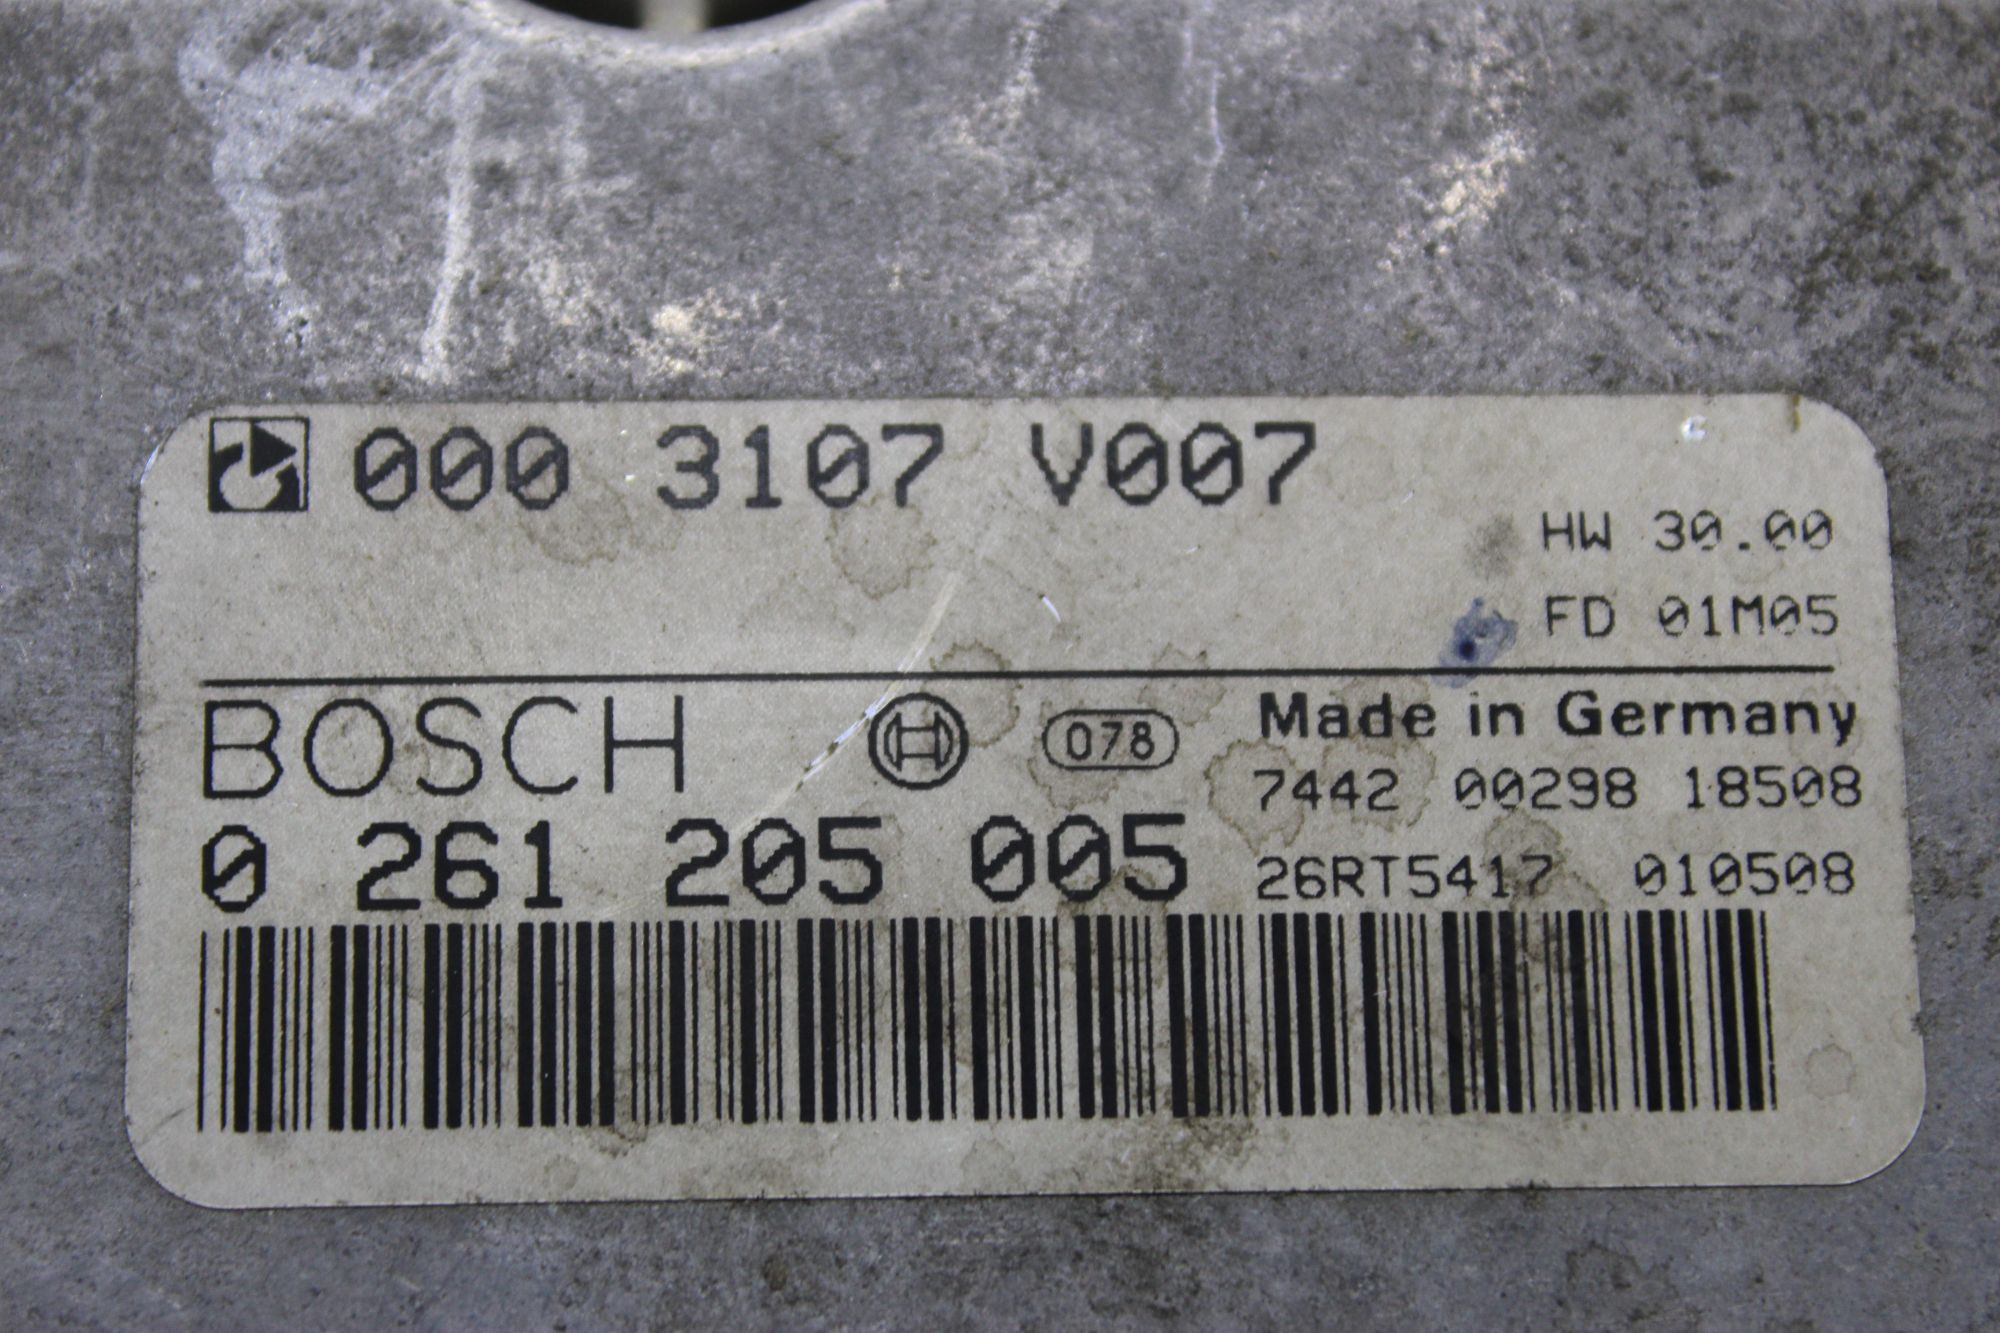 000 3107 V007
HW 30.00
FD 01M05
BOSCH 078 Made in Germany
7442 00298 18508
0 261 205 005
26RT5417 010508